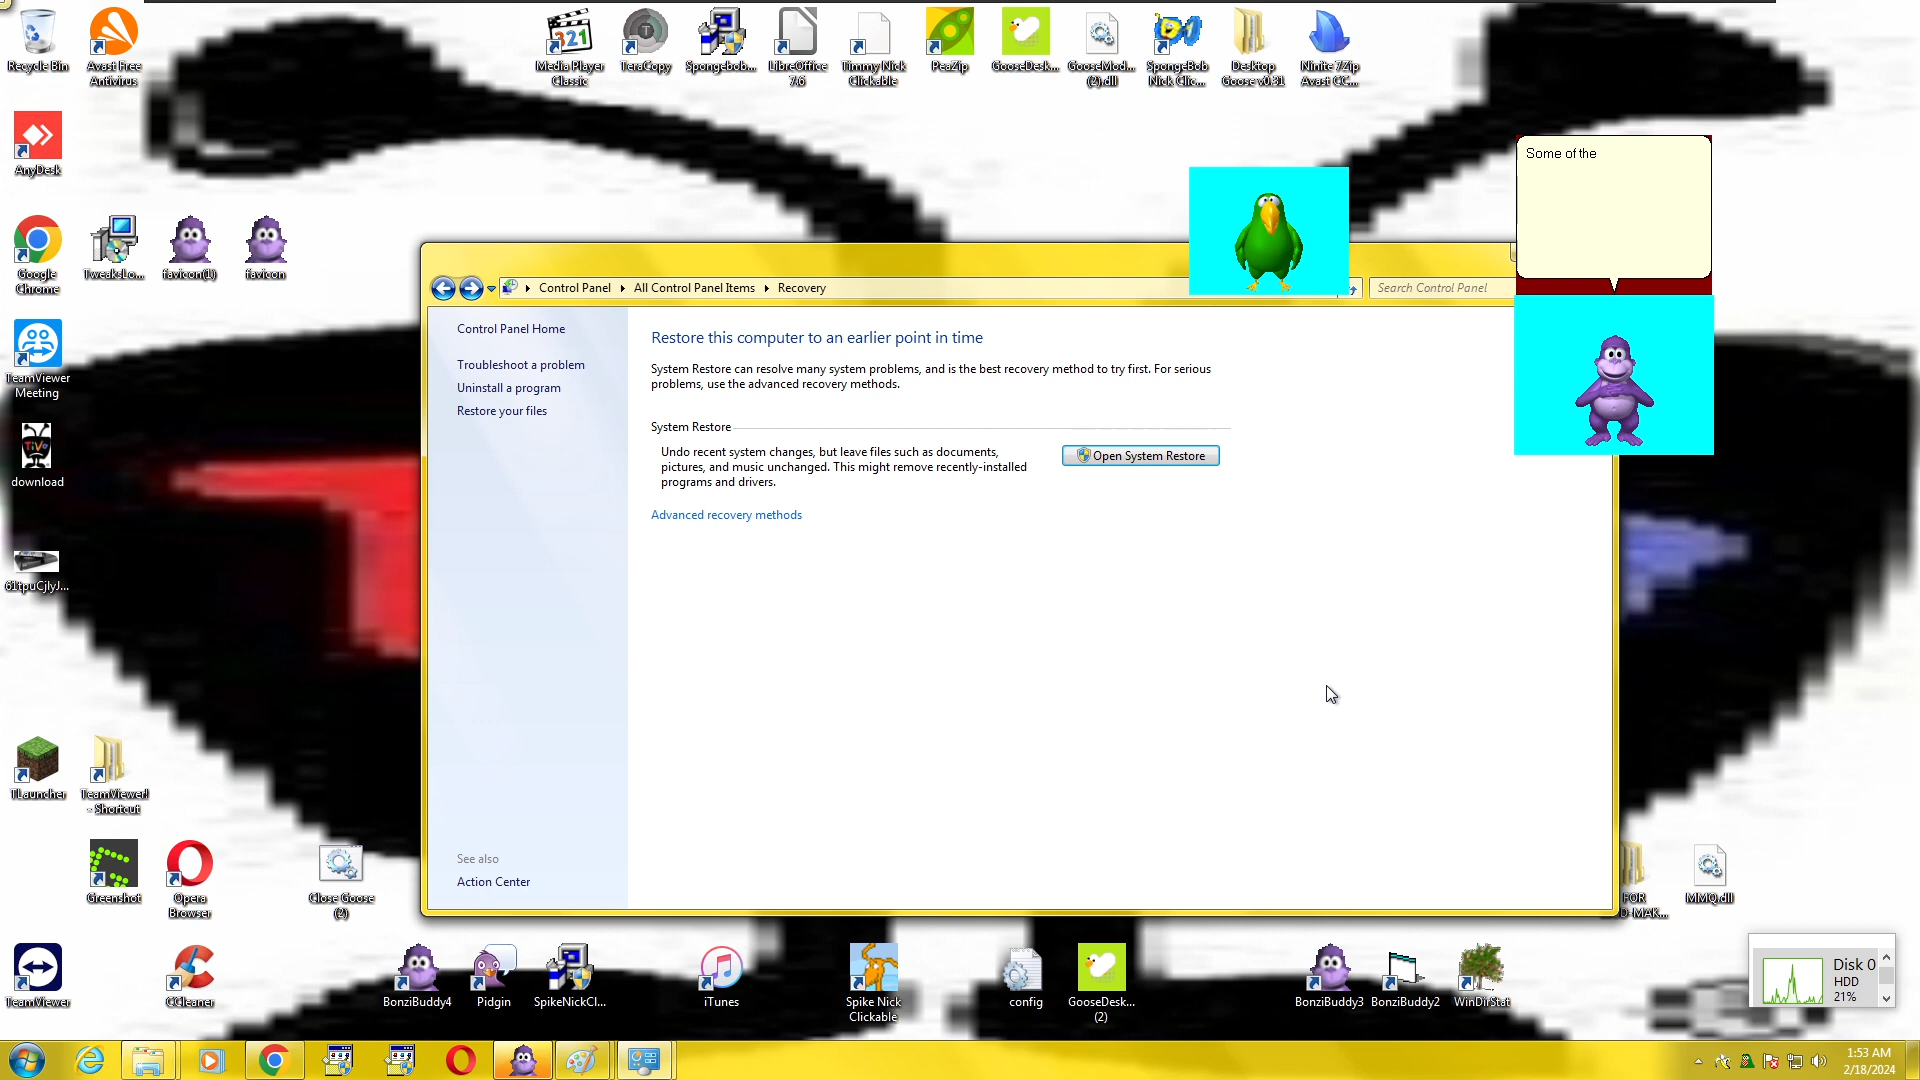 Recycle Bin
Avast Free
Antivirus
Media Player
Classic
TeraCopy
Spongebob...
LibreOffice
7.6
Timmy Nick
Clickable
PeaZip
GooseDesk...
GooseMod...
(2).dll
SpongeBob
Nick Clic...
Desktop
Goose v0.31
Ninite 7Zip
Avast CC...
AnyDesk
Some of the
Google
Chrome
TweaksLo...
favicon(1)
favicon
Control Panel
All Control Panel Items
Recovery
Search Control Panel
Control Panel Home
Troubleshoot a problem
Uninstall a program
Restore your files
Restore this computer to an earlier point in time
System Restore can resolve many system problems, and is the best recovery method to try first. For serious
problems, use the advanced recovery methods.
System Restore
Undo recent system changes, but leave files such as documents,
pictures, and music unchanged. This might remove recently-installed
programs and drivers.
Open System Restore
Advanced recovery methods
TeamViewer
Meeting
TiVo
download
61tpuCjlyJ...
TLauncher
TeamViewer!
- Shortcut
See also
Action Center
Greenshot
Opera
Browser
Close Goose
(2)
FOR
D-MAK...
MMQ.dll
TeamViewer
CCleaner
BonziBuddy4
Pidgin
SpikeNickCl...
iTunes
Spike Nick
Clickable
config
GooseDesk...
(2)
BonziBuddy3
BonziBuddy2
WinDirStat
Disk 0
HDD
21%
1:53 AM
2/18/2024